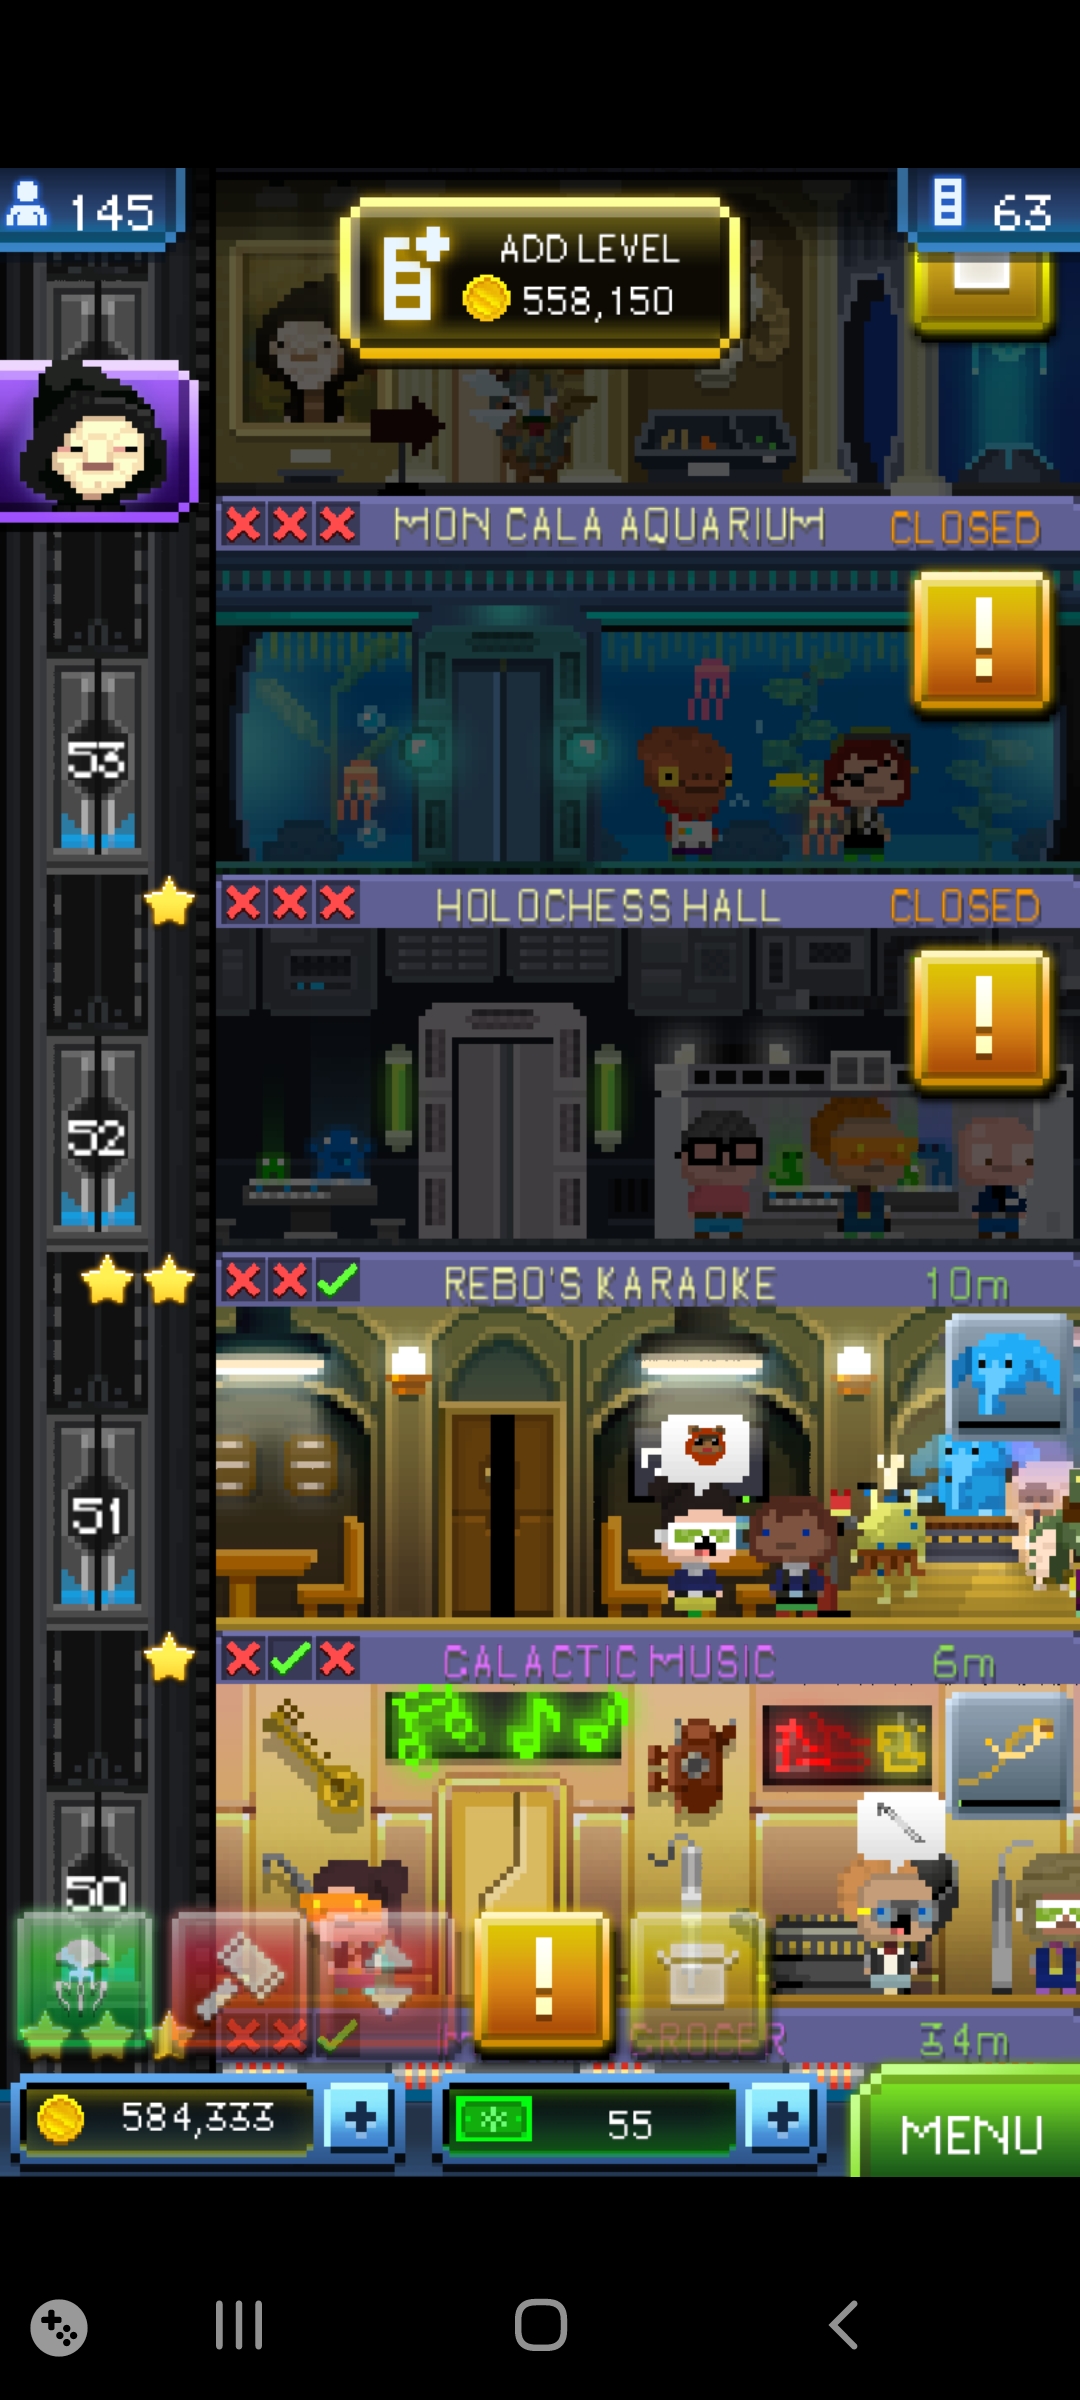 145
ADD LEVEL
558,150
63
MON CALA AQUARIUM CLOSED
53
HOLOCHESS HALL CLOSED
52
REBO'S KARAOKE 10m
51
GALACTIC MUSIC 6m
50
GROCER 34m
584,333
55
MENU